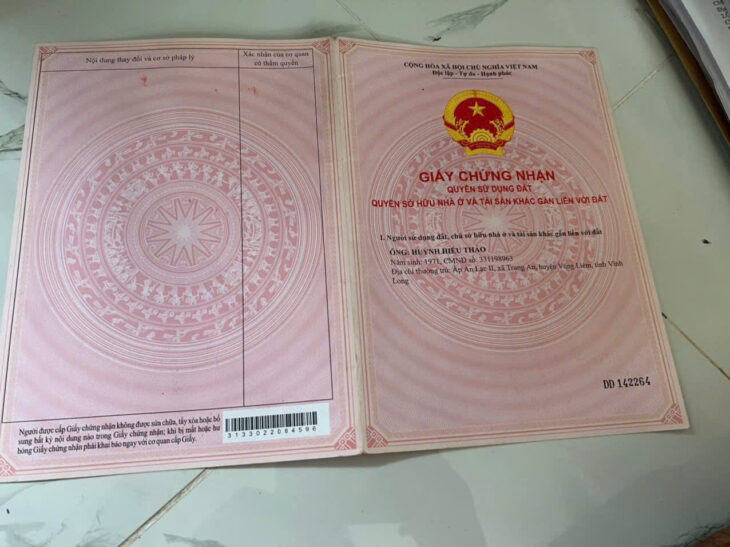 Nội dung thay đổi và cơ sở pháp lý
Xác nhận của cơ quan
có thẩm quyền
Người được cấp Giấy chứng nhận không được sửa chữa, tẩy xóa hoặc bổ
sung bất kỳ nội dung nào trong Giấy chứng nhận; khi bị mất hoặc hư
hỏng Giấy chứng nhận phải khai báo ngay với cơ quan cấp Giấy.
3133022084596
CỘNG HÒA XÃ HỘI CHỦ NGHĨA VIỆT NAM
Độc lập - Tự do - Hạnh phúc
GIẤY CHỨNG NHẬN
QUYỀN SỬ DỤNG ĐẤT
QUYỀN SỞ HỮU NHÀ Ở VÀ TÀI SẢN KHÁC GẮN LIỀN VỚI ĐẤT
I. Người sử dụng đất, chủ sở hữu nhà ở và tài sản khác gắn liền với đất
ÔNG: HUỲNH HIẾU THẢO
Năm sinh: 1971, CMND số: 331198963
Địa chỉ thường trú: Ấp An Lạc II, xã Trung An, huyện Vũng Liêm, tỉnh Vĩnh
Long
DD 142264